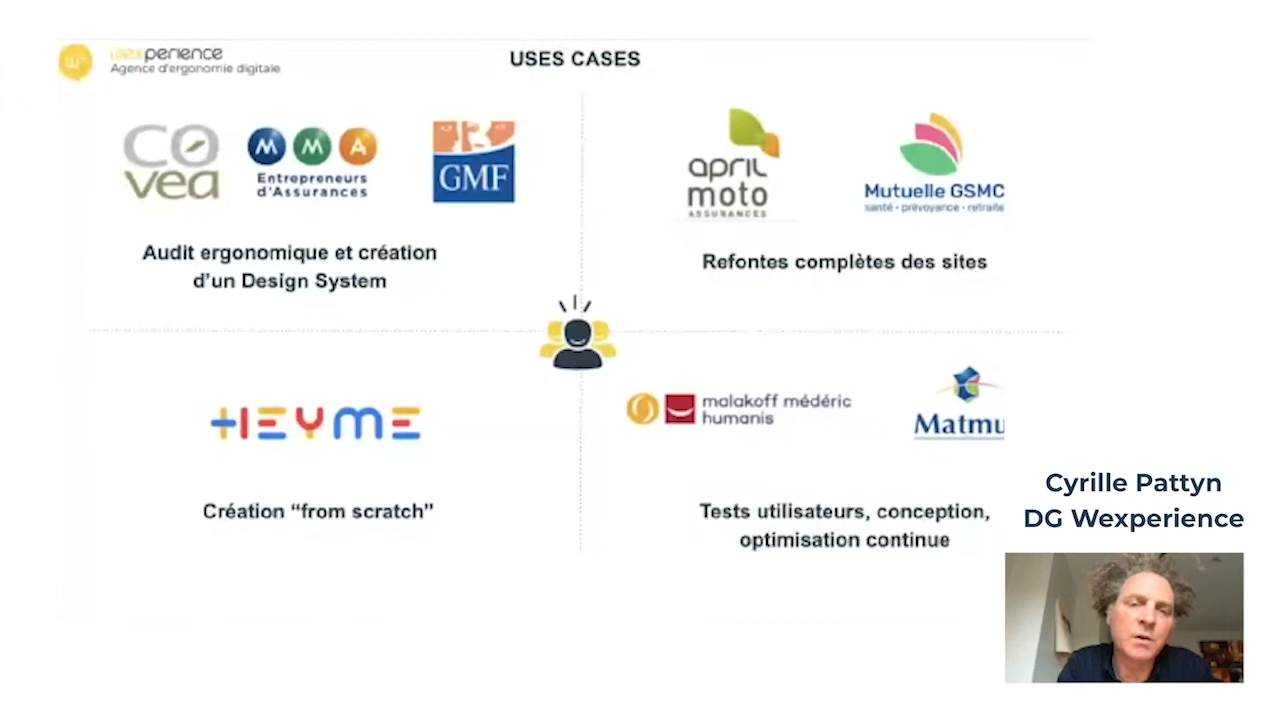 wexperience
Agence d'ergonomie digitale
USES CASES
covea
MMA
Entrepreneurs
d'Assurances
GMF
Audit ergonomique et création
d'un Design System
april
moto
ASSURANCES
Mutuelle GSMC
santé • prévoyance • retraite
Refontes complètes des sites
HEYME
Création “from scratch”
malakoff médéric
humanis
Matmu
Tests utilisateurs, conception,
optimisation continue
Cyrille Pattyn
DG Wexperience